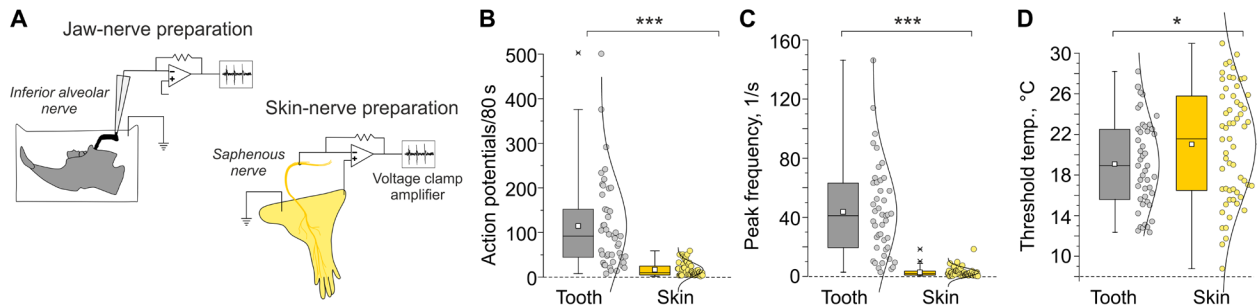 A
Jaw-nerve preparation
Inferior alveolar
nerve
Skin-nerve preparation
Saphenous
nerve
Voltage clamp
amplifier
B
***
Action potentials/80 s
500
400
300
200
100
0
Tooth
Skin
C
***
Peak frequency, 1/s
160
120
80
40
0
Tooth
Skin
D
*
Threshold temp., °C
30
26
22
18
14
10
Tooth
Skin